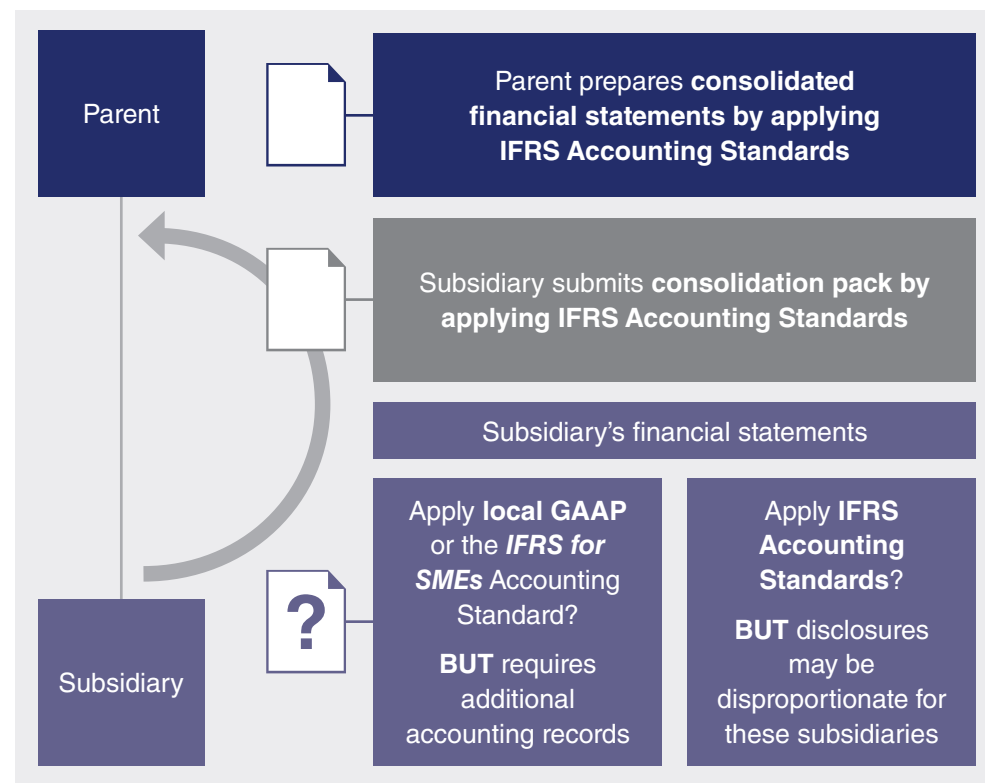 Parent
Parent prepares consolidated
financial statements by applying
IFRS Accounting Standards
Subsidiary submits consolidation pack by
applying IFRS Accounting Standards
Subsidiary’s financial statements
Apply local GAAP
or the IFRS for
SMEs Accounting
Standard?
BUT requires
additional
accounting records
Apply IFRS
Accounting
Standards?
BUT disclosures
may be
disproportionate for
these subsidiaries
?
Subsidiary